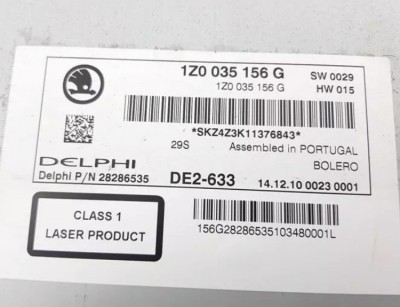 1Z0 035 156 G SW 0029
1Z0 035 156 G HW 015
*SKZ4Z3K11376843*
29S Assembled in PORTUGAL
DELPHI BOLERO
Delphi P/N 28286535 DE2-633 14.12.10 0023 0001
CLASS 1
LASER PRODUCT
156G28286535103480001L